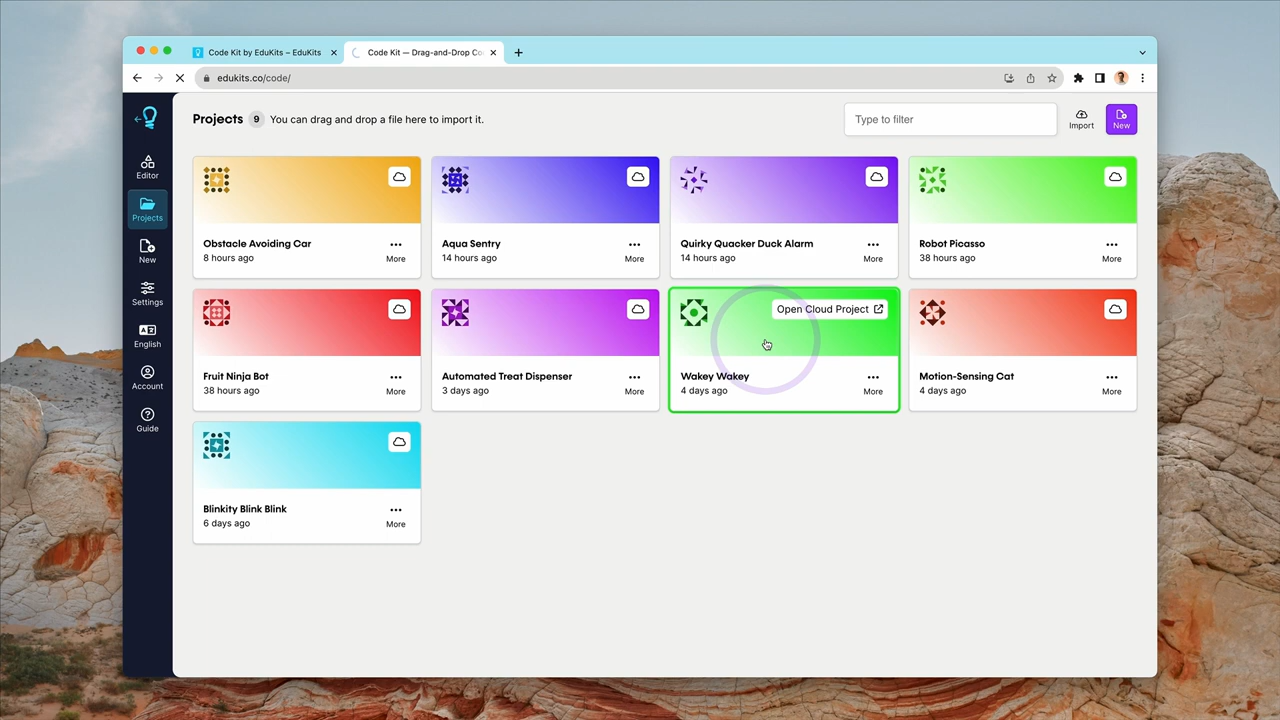 Code Kit by EduKits – EduKits
Code Kit — Drag-and-Drop Co
edukits.co/code/
Projects 9 You can drag and drop a file here to import it.
Type to filter
Import
New
Editor
Projects
New
Settings
English
Account
Guide
Obstacle Avoiding Car
8 hours ago
More
Aqua Sentry
14 hours ago
More
Quirky Quacker Duck Alarm
14 hours ago
More
Robot Picasso
38 hours ago
More
Fruit Ninja Bot
38 hours ago
More
Automated Treat Dispenser
3 days ago
More
Open Cloud Project
Wakey Wakey
4 days ago
More
Motion-Sensing Cat
4 days ago
More
Blinkity Blink Blink
6 days ago
More